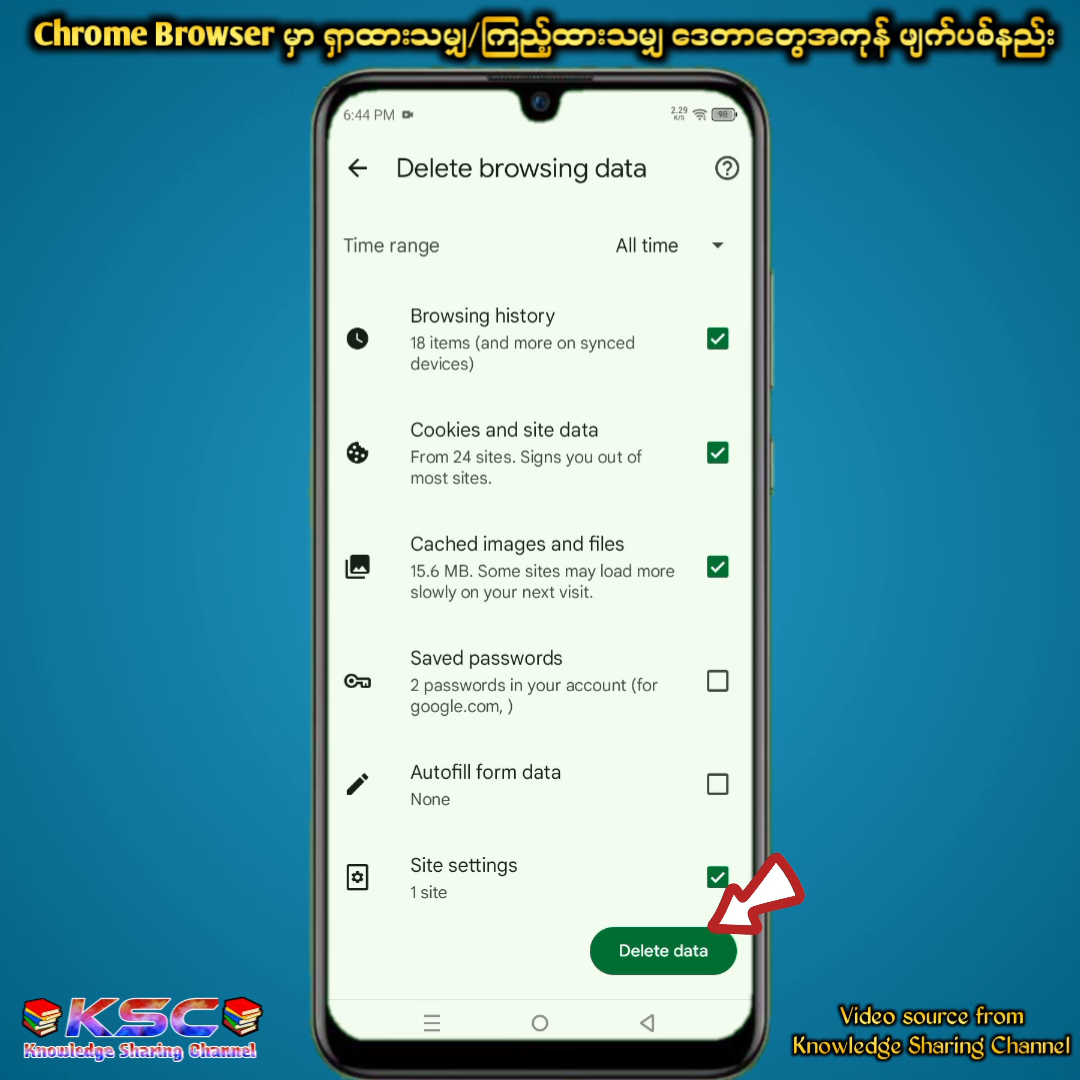 Chrome Browser မှာ ရှာထားသမျှ/ကြည့်ထားသမျှ ဒေတာတွေအကုန် ဖျက်ပစ်နည်း
6:44 PM
2.29
K/S
98
Delete browsing data
Time range
All time
Browsing history
18 items (and more on synced
devices)
Cookies and site data
From 24 sites. Signs you out of
most sites.
Cached images and files
15.6 MB. Some sites may load more
slowly on your next visit.
Saved passwords
2 passwords in your account (for
google.com, )
Autofill form data
None
Site settings
1 site
Delete data
KSC
Knowledge Sharing Channel
Video source from
Knowledge Sharing Channel